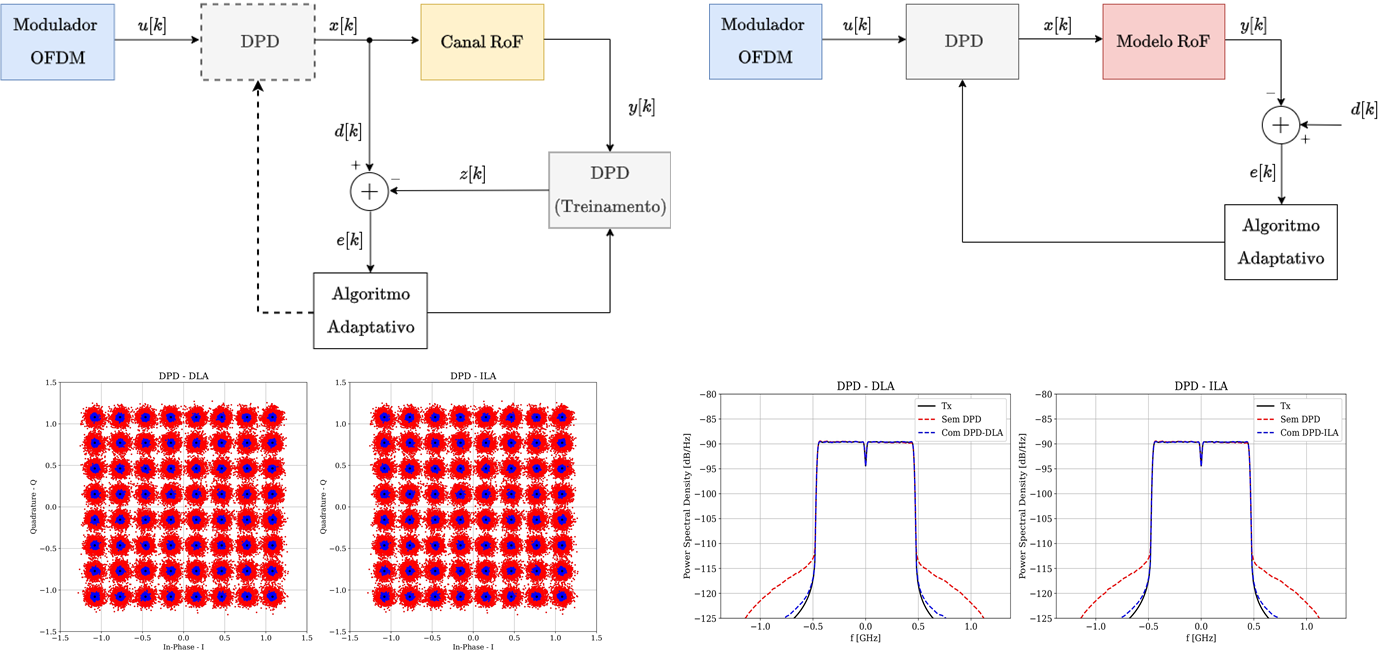 Modulador
OFDM
u[k]
DPD
x[k]
Canal RoF
y[k]
d[k]
+
+
−
z[k]
DPD
(Treinamento)
e[k]
Algoritmo
Adaptativo
Modulador
OFDM
u[k]
DPD
x[k]
Modelo RoF
y[k]
−
+
d[k]
+
e[k]
Algoritmo
Adaptativo
DPD - DLA
Quadrature - Q
1.5
1.0
0.5
0.0
−0.5
−1.0
−1.5
−1.5 −1.0 −0.5 0.0 0.5 1.0 1.5
In-Phase - I
DPD - ILA
Quadrature - Q
1.5
1.0
0.5
0.0
−0.5
−1.0
−1.5
−1.5 −1.0 −0.5 0.0 0.5 1.0 1.5
In-Phase - I
DPD - DLA
Power Spectral Density [dB/Hz]
−80
−85
−90
−95
−100
−105
−110
−115
−120
−125
Tx
Sem DPD
Com DPD-DLA
−1.0 −0.5 0.0 0.5 1.0
f [GHz]
DPD - ILA
Power Spectral Density [dB/Hz]
−80
−85
−90
−95
−100
−105
−110
−115
−120
−125
Tx
Sem DPD
Com DPD-ILA
−1.0 −0.5 0.0 0.5 1.0
f [GHz]